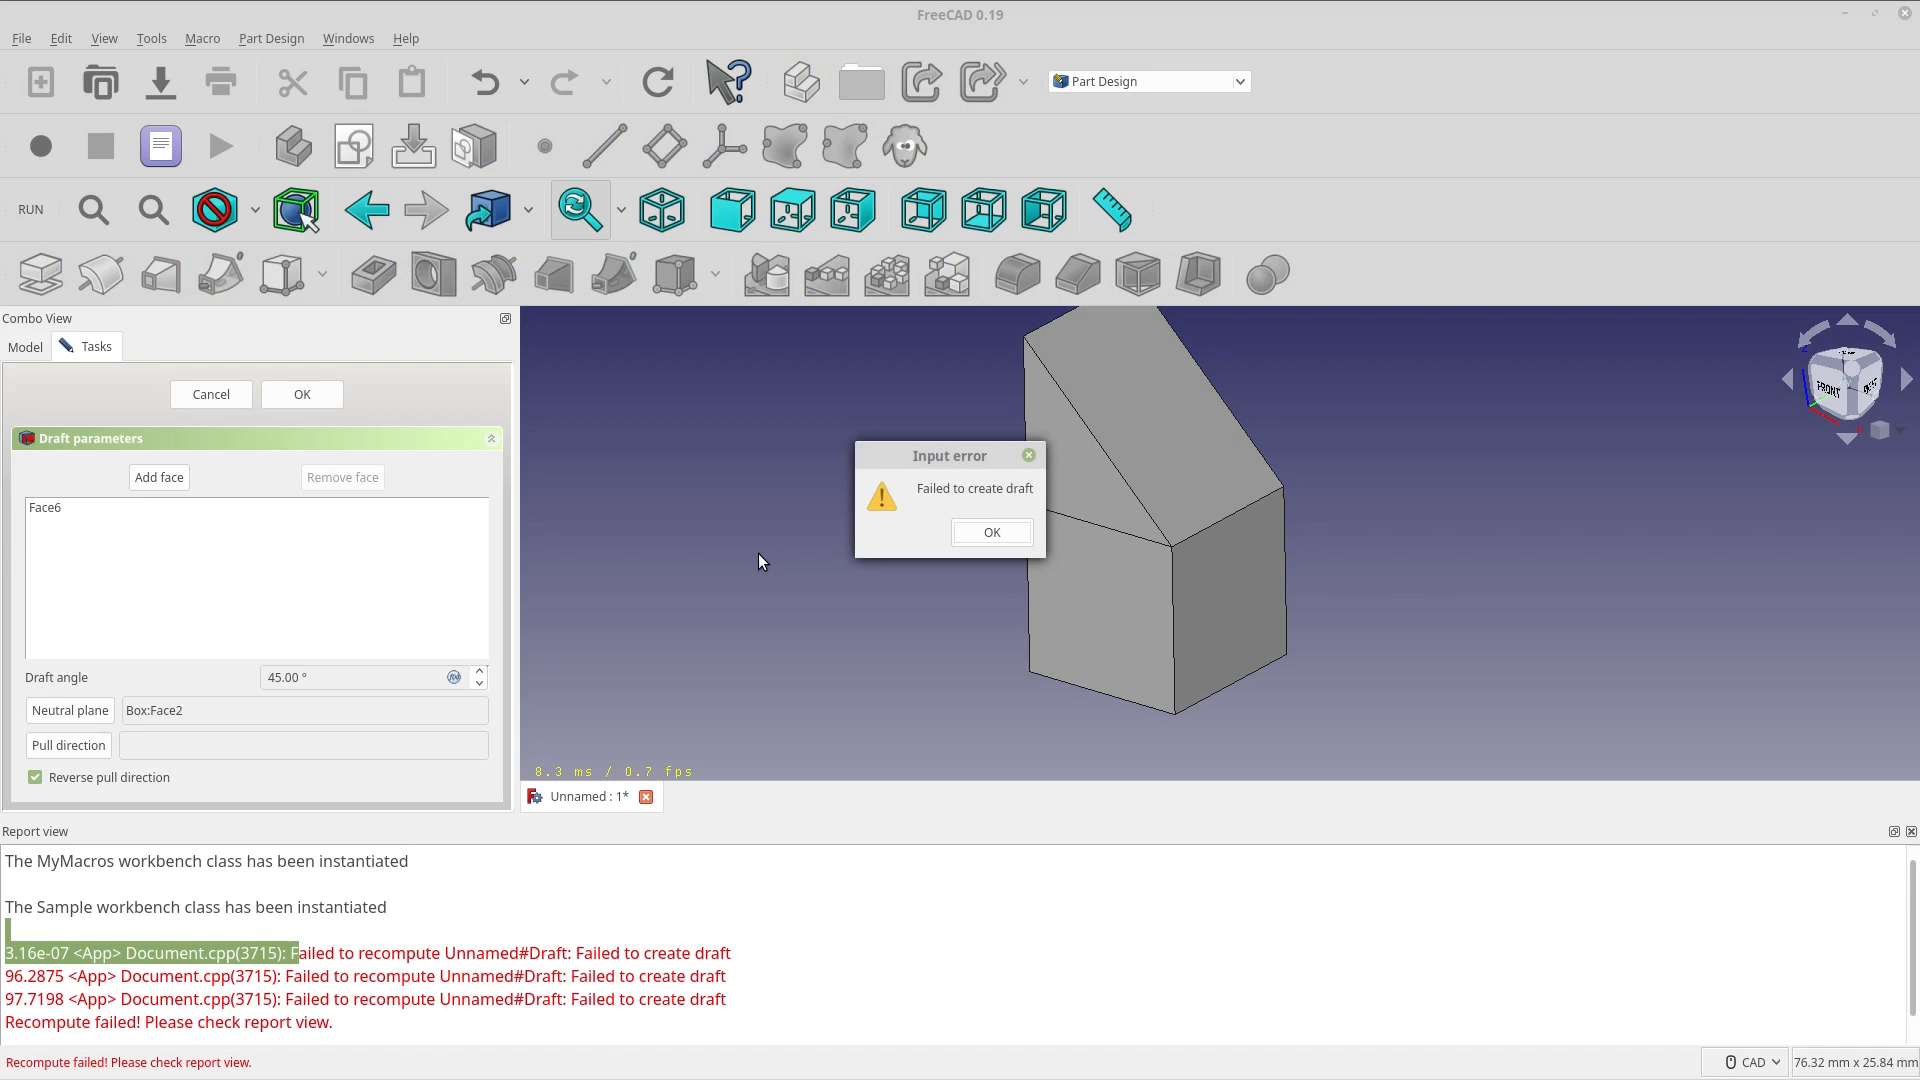 FreeCAD 0.19
File Edit View Tools Macro Part Design Windows Help
Part Design
RUN
Combo View
Model Tasks
Cancel OK
Draft parameters
Add face Remove face
Face6
Draft angle 45.00 °
Neutral plane Box:Face2
Pull direction
Reverse pull direction
FRONT
Input error
Failed to create draft
OK
8.3 ms / 0.7 fps
Unnamed : 1*
Report view
The MyMacros workbench class has been instantiated
The Sample workbench class has been instantiated
3.16e-07 <App> Document.cpp(3715): Failed to recompute Unnamed#Draft: Failed to create draft
96.2875 <App> Document.cpp(3715): Failed to recompute Unnamed#Draft: Failed to create draft
97.7198 <App> Document.cpp(3715): Failed to recompute Unnamed#Draft: Failed to create draft
Recompute failed! Please check report view.
Recompute failed! Please check report view.
CAD
76.32 mm x 25.84 mm